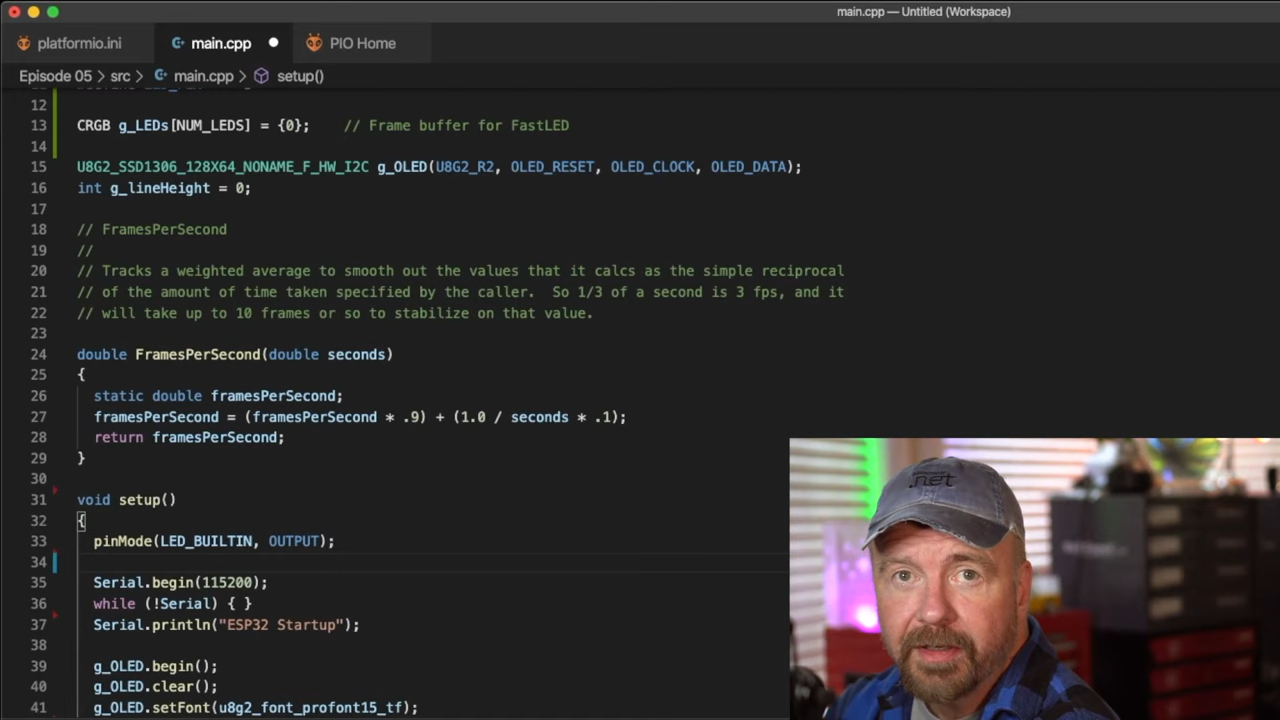 main.cpp — Untitled (Workspace)
platformio.ini
main.cpp
PIO Home
Episode 05 > src > main.cpp > setup()
12
13 CRGB g_LEDs[NUM_LEDS] = {0}; // Frame buffer for FastLED
14
15 U8G2_SSD1306_128X64_NONAME_F_HW_I2C g_OLED(U8G2_R2, OLED_RESET, OLED_CLOCK, OLED_DATA);
16 int g_lineHeight = 0;
17
18 // FramesPerSecond
19 //
20 // Tracks a weighted average to smooth out the values that it calcs as the simple reciprocal
21 // of the amount of time taken specified by the caller. So 1/3 of a second is 3 fps, and it
22 // will take up to 10 frames or so to stabilize on that value.
23
24 double FramesPerSecond(double seconds)
25 {
26 static double framesPerSecond;
27 framesPerSecond = (framesPerSecond * .9) + (1.0 / seconds * .1);
28 return framesPerSecond;
29 }
30
31 void setup()
32 {
33 pinMode(LED_BUILTIN, OUTPUT);
34
35 Serial.begin(115200);
36 while (!Serial) { }
37 Serial.println("ESP32 Startup");
38
39 g_OLED.begin();
40 g_OLED.clear();
41 g_OLED.setFont(u8g2_font_profont15_tf);
.net